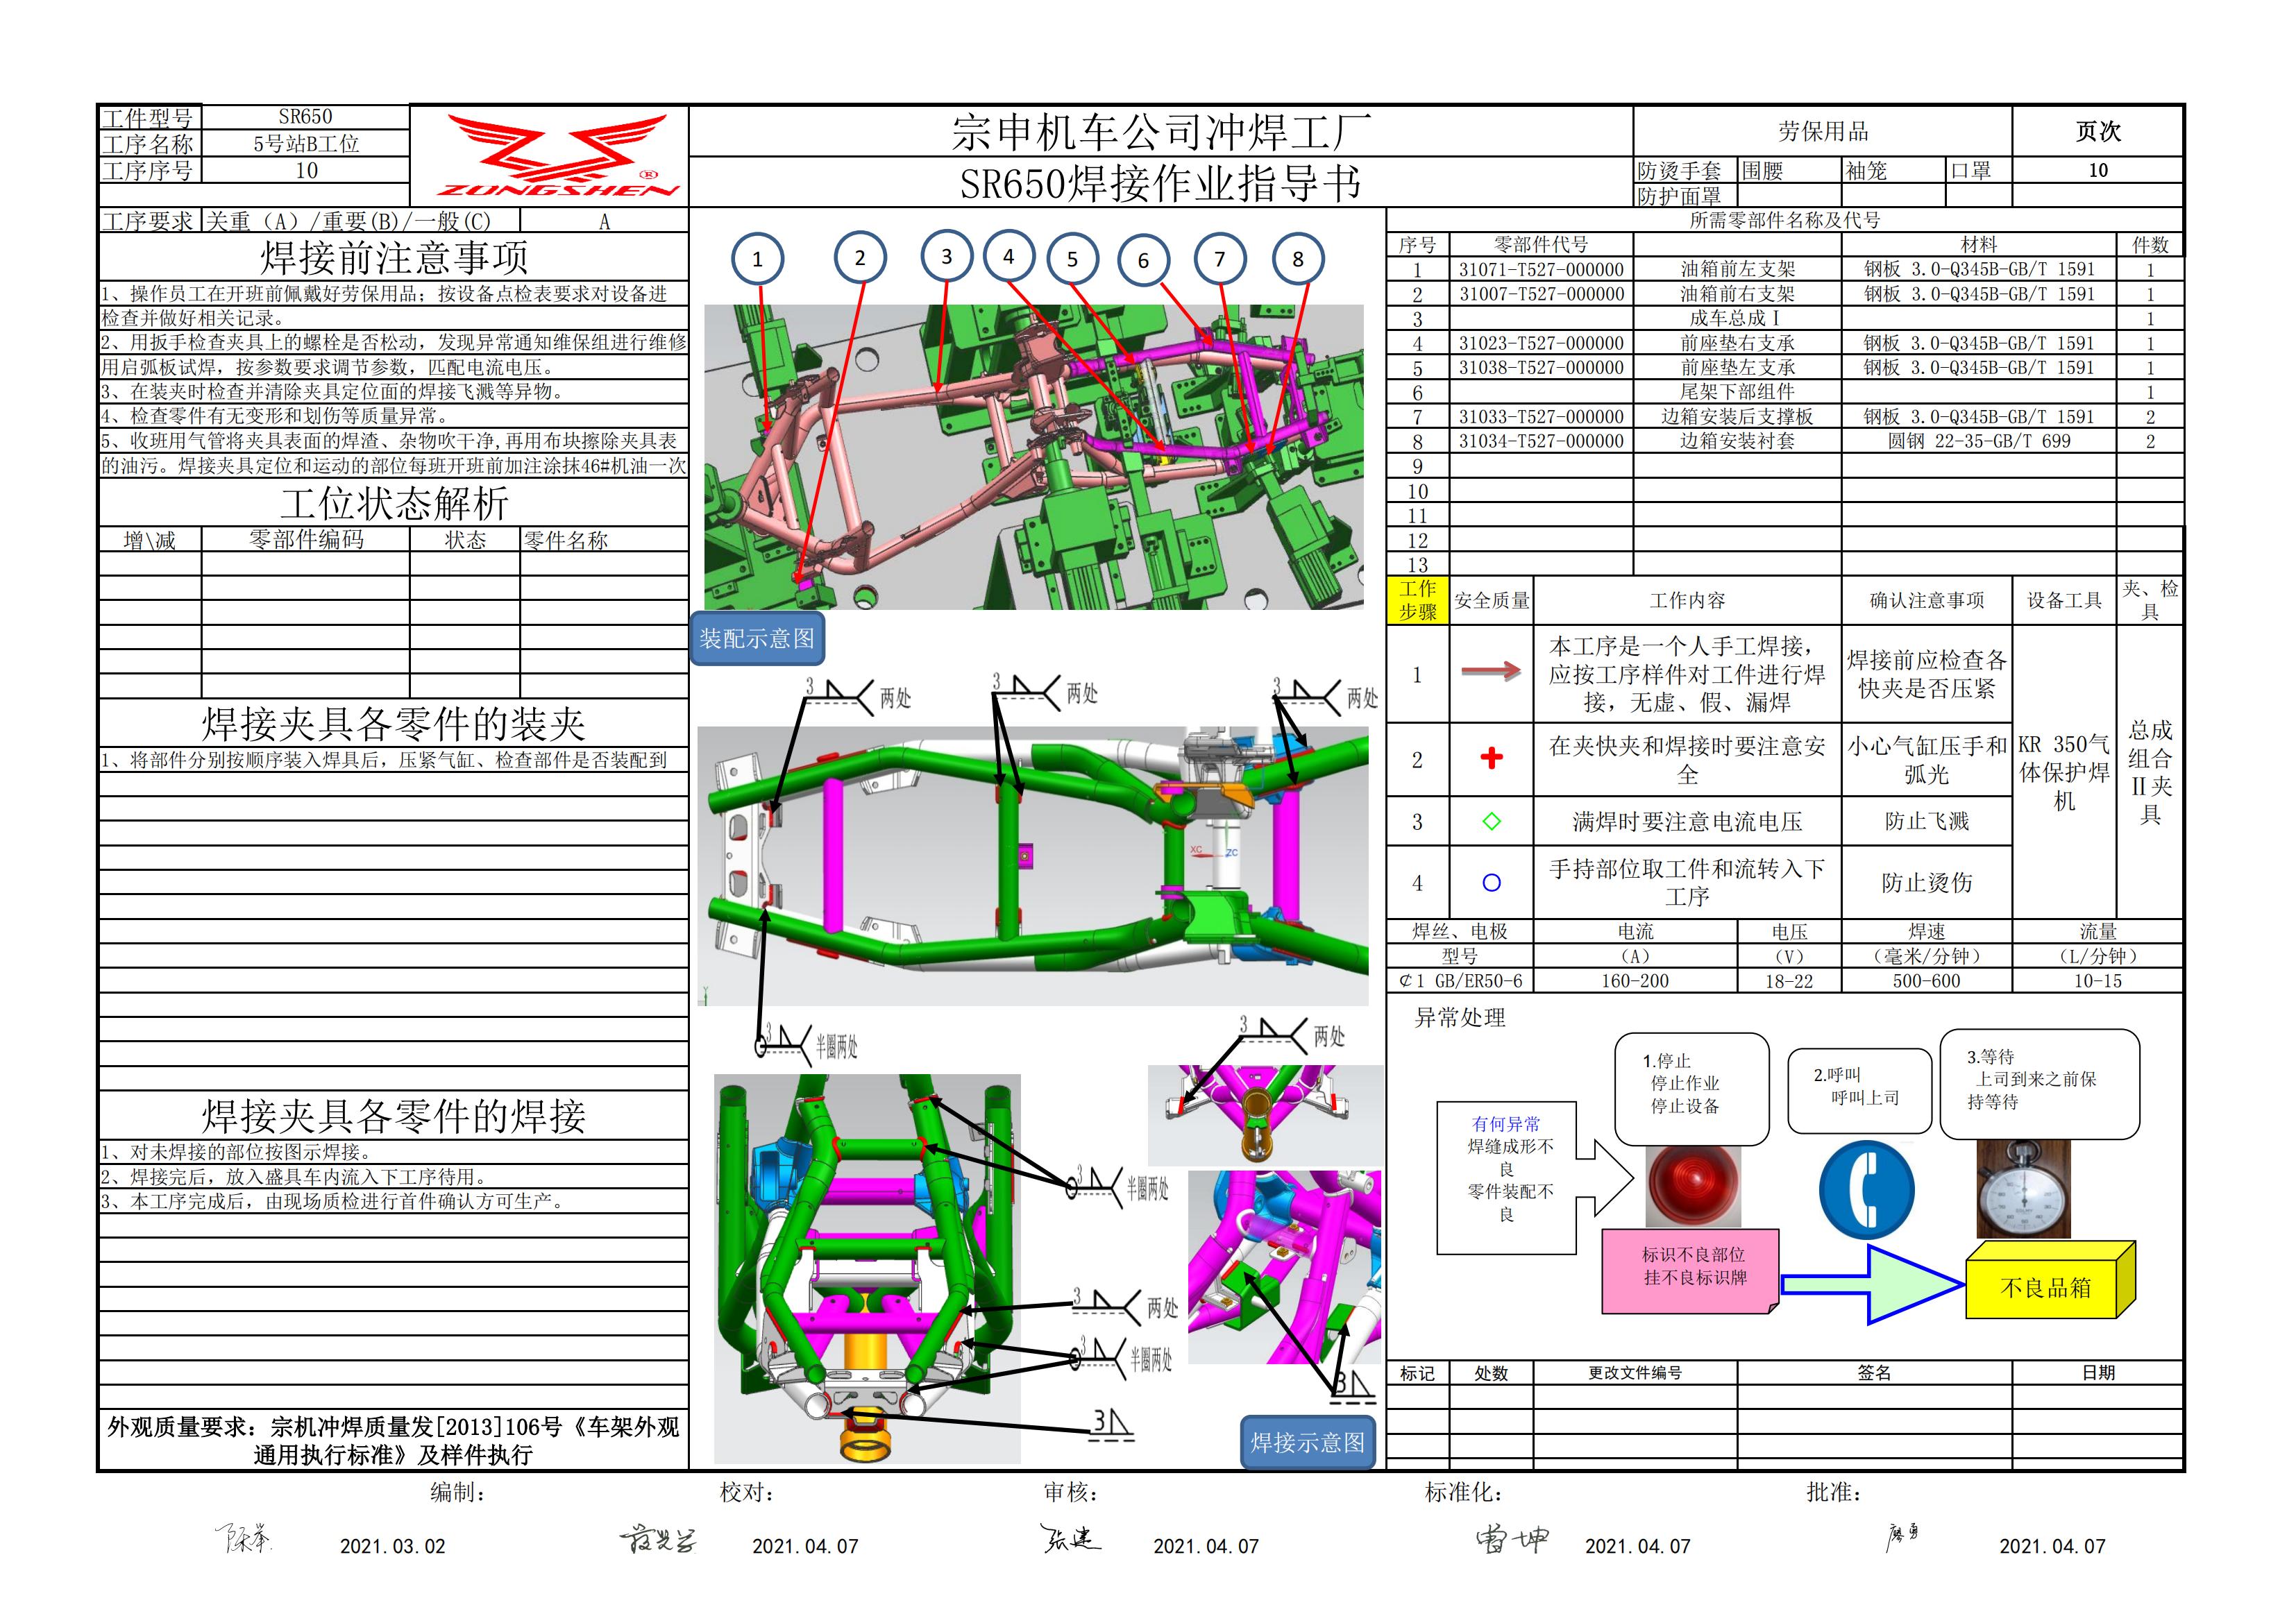 工件型号 SR650
工序名称 5号站B工位
工序序号 10
ZONGSHEN ®
宗申机车公司冲焊工厂
SR650焊接作业指导书
劳保用品 页次
防烫手套 围腰 袖笼 口罩 10
防护面罩
工序要求 关重（A）/重要(B)/一般(C) A
焊接前注意事项
1、操作员工在开班前佩戴好劳保用品；按设备点检表要求对设备进
检查并做好相关记录。
2、用扳手检查夹具上的螺栓是否松动，发现异常通知维保组进行维修
用启弧板试焊，按参数要求调节参数，匹配电流电压。
3、在装夹时检查并清除夹具定位面的焊接飞溅等异物。
4、检查零件有无变形和划伤等质量异常。
5、收班用气管将夹具表面的焊渣、杂物吹干净,再用布块擦除夹具表
的油污。焊接夹具定位和运动的部位每班开班前加注涂抹46#机油一次
工位状态解析
增\减 零部件编码 状态 零件名称
焊接夹具各零件的装夹
1、将部件分别按顺序装入焊具后，压紧气缸、检查部件是否装配到
焊接夹具各零件的焊接
1、对未焊接的部位按图示焊接。
2、焊接完后，放入盛具车内流入下工序待用。
3、本工序完成后，由现场质检进行首件确认方可生产。
外观质量要求：宗机冲焊质量发[2013]106号《车架外观
通用执行标准》及样件执行
1 2 3 4 5 6 7 8
装配示意图
3 两处
3 两处
3 两处
XC ZC
Y
3 半圈两处
3 两处
3 半圈两处
3 两处
3 半圈两处
3
3
焊接示意图
所需零部件名称及代号
序号 零部件代号 材料 件数
1 31071-T527-000000 油箱前左支架 钢板 3.0-Q345B-GB/T 1591 1
2 31007-T527-000000 油箱前右支架 钢板 3.0-Q345B-GB/T 1591 1
3 成车总成Ⅰ 1
4 31023-T527-000000 前座垫右支承 钢板 3.0-Q345B-GB/T 1591 1
5 31038-T527-000000 前座垫左支承 钢板 3.0-Q345B-GB/T 1591 1
6 尾架下部组件 1
7 31033-T527-000000 边箱安装后支撑板 钢板 3.0-Q345B-GB/T 1591 2
8 31034-T527-000000 边箱安装衬套 圆钢 22-35-GB/T 699 2
9
10
11
12
13
工作步骤 安全质量 工作内容 确认注意事项 设备工具 夹、检具
1 本工序是一个人手工焊接，应按工序样件对工件进行焊接，无虚、假、漏焊 焊接前应检查各快夹是否压紧
2 在夹快夹和焊接时要注意安全 小心气缸压手和弧光
3 满焊时要注意电流电压 防止飞溅
4 手持部位取工件和流转入下工序 防止烫伤
KR 350气体保护焊机
总成组合Ⅱ夹具
焊丝、电极 电流 电压 焊速 流量
型号 （A） （V） （毫米/分钟） （L/分钟）
¢1 GB/ER50-6 160-200 18-22 500-600 10-15
异常处理
有何异常
焊缝成形不
良
零件装配不
良
1.停止
停止作业
停止设备
2.呼叫
呼叫上司
3.等待
上司到来之前保
持等待
标识不良部位
挂不良标识牌
不良品箱
标记 处数 更改文件编号 签名 日期
编制： 校对： 审核： 标准化： 批准：
2021.03.02 2021.04.07 张建 2021.04.07 雷坤 2021.04.07 廖勇 2021.04.07